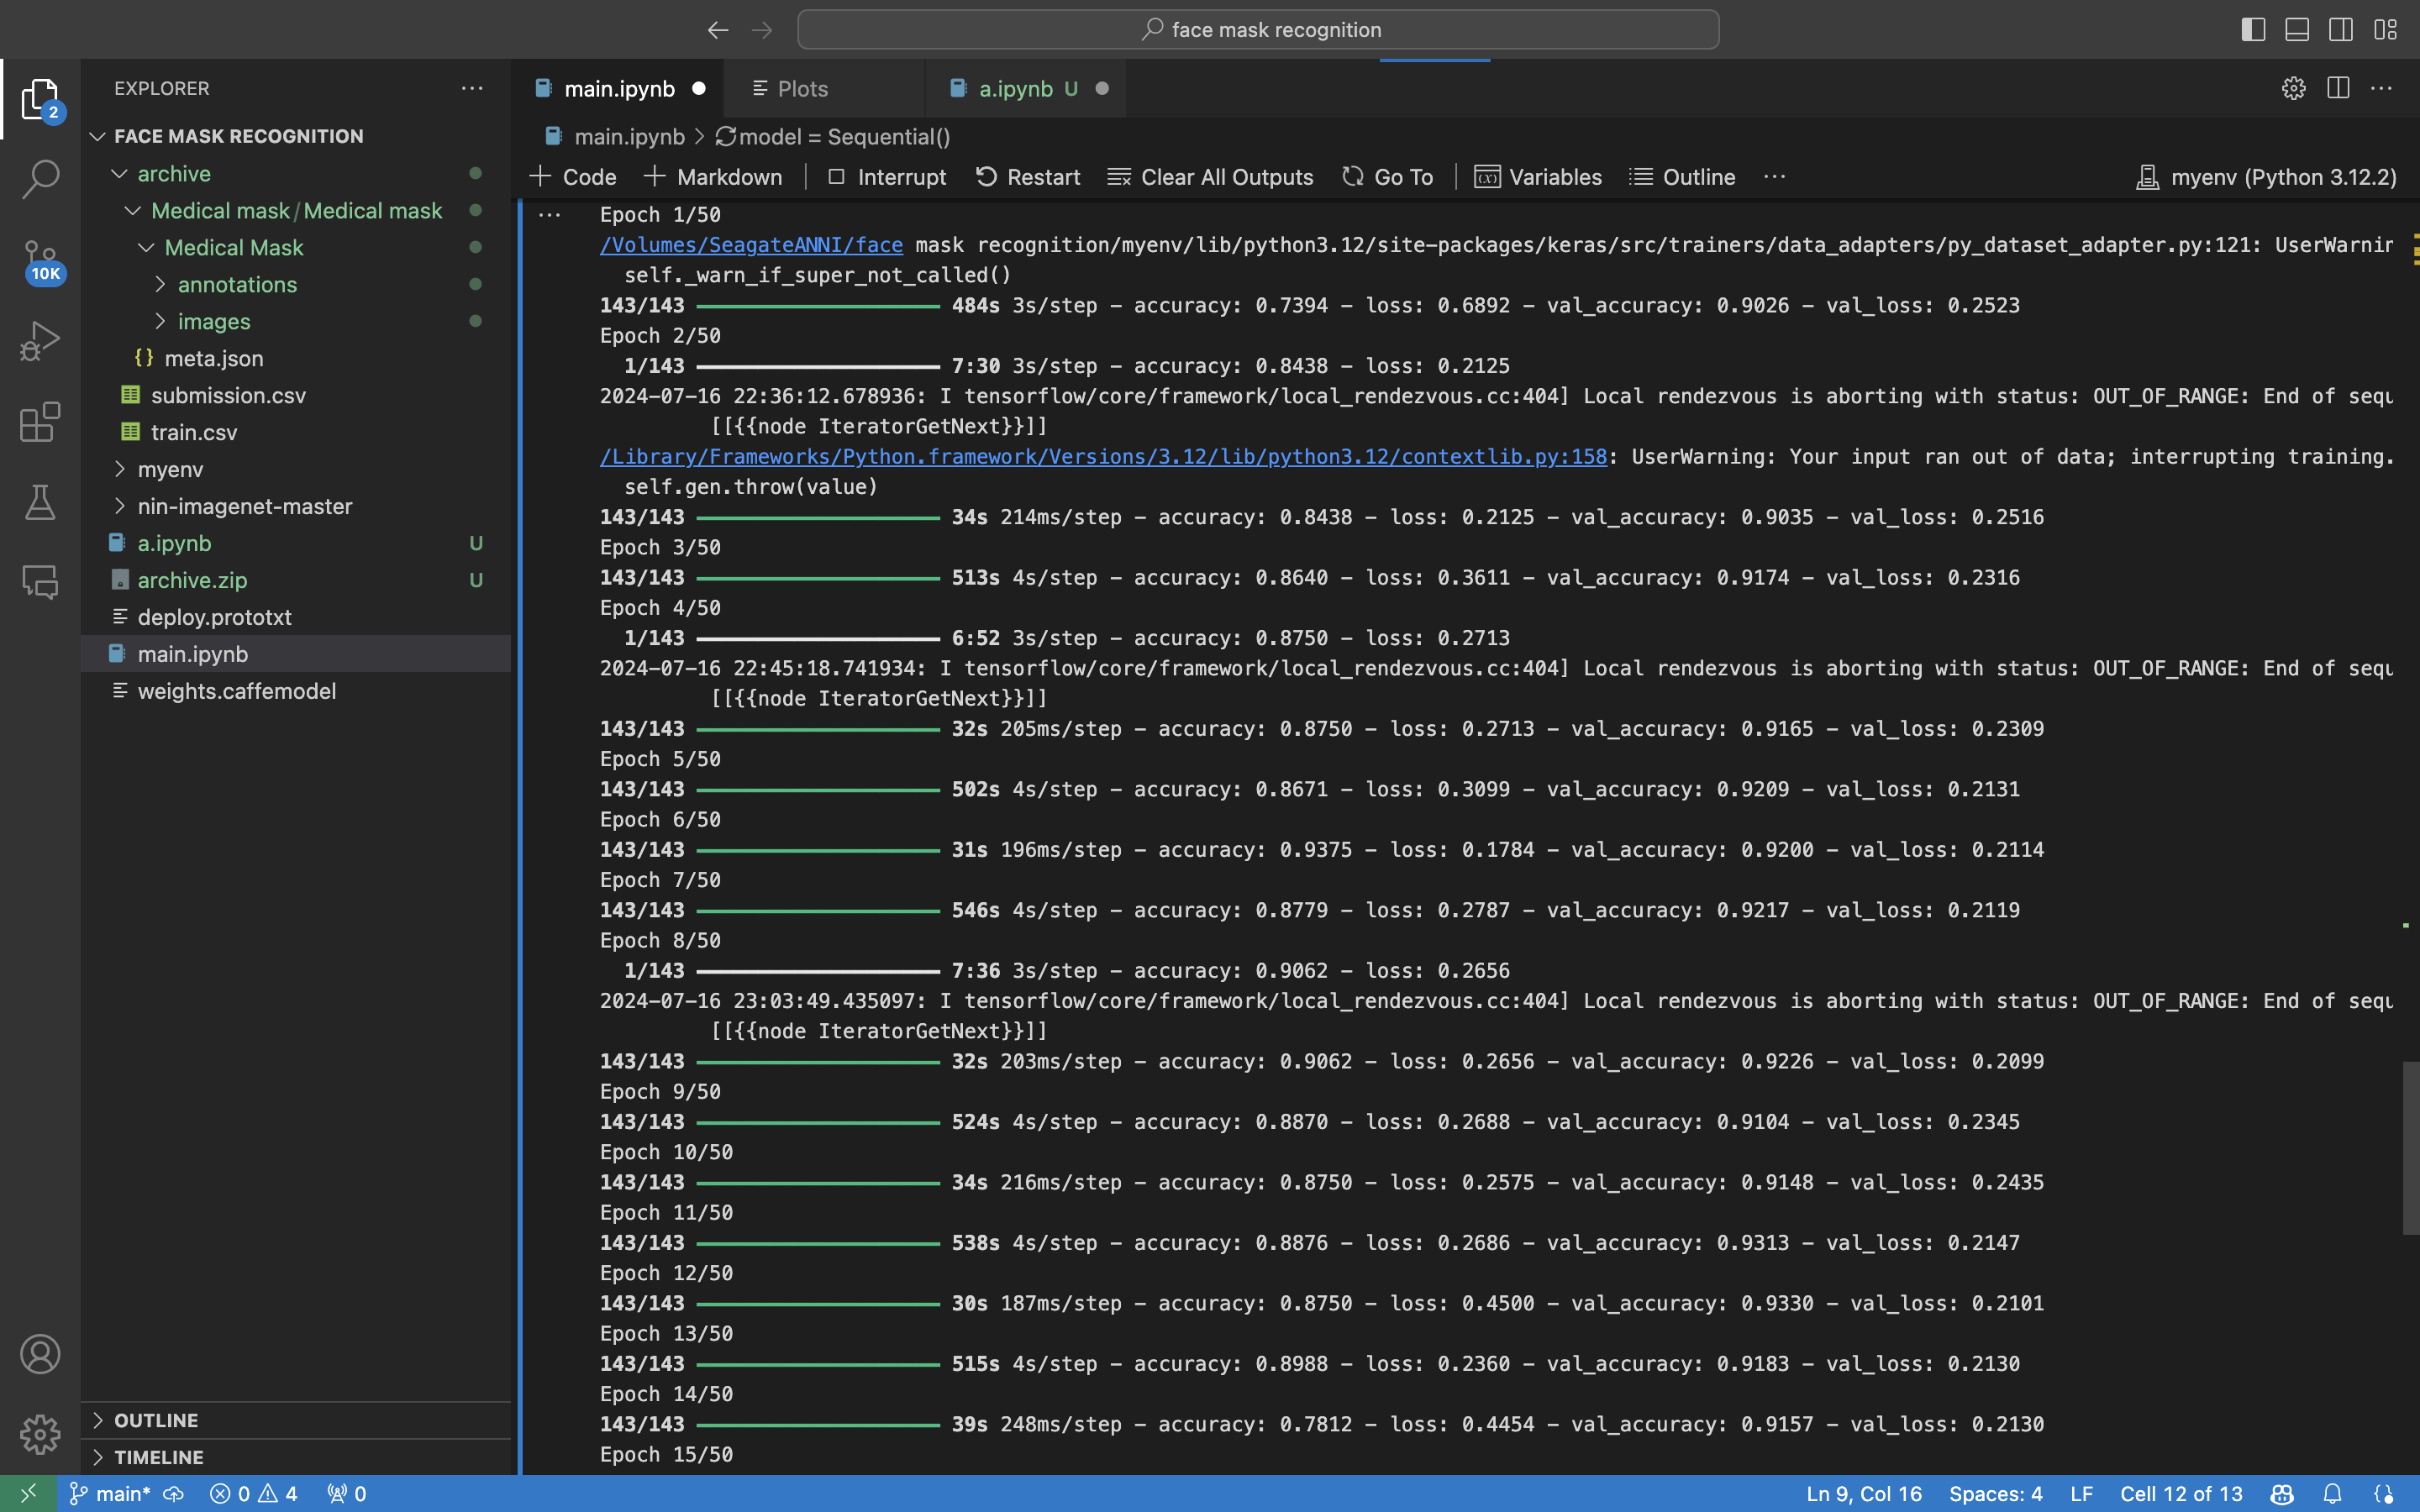 face mask recognition
EXPLORER
2
FACE MASK RECOGNITION
archive
Medical mask/Medical mask
Medical Mask
annotations
images
{} meta.json
submission.csv
train.csv
myenv
nin-imagenet-master
a.ipynb U
archive.zip U
deploy.prototxt
main.ipynb
weights.caffemodel
10K
OUTLINE
TIMELINE
main.ipynb Plots a.ipynb U
main.ipynb > model = Sequential()
+ Code + Markdown | Interrupt Restart Clear All Outputs Go To | Variables Outline ... myenv (Python 3.12.2)
... Epoch 1/50
/Volumes/SeagateANNI/face mask recognition/myenv/lib/python3.12/site-packages/keras/src/trainers/data_adapters/py_dataset_adapter.py:121: UserWarnin
self._warn_if_super_not_called()
143/143 484s 3s/step - accuracy: 0.7394 - loss: 0.6892 - val_accuracy: 0.9026 - val_loss: 0.2523
Epoch 2/50
1/143 7:30 3s/step - accuracy: 0.8438 - loss: 0.2125
2024-07-16 22:36:12.678936: I tensorflow/core/framework/local_rendezvous.cc:404] Local rendezvous is aborting with status: OUT_OF_RANGE: End of sequ
[[{{node IteratorGetNext}}]]
/Library/Frameworks/Python.framework/Versions/3.12/lib/python3.12/contextlib.py:158: UserWarning: Your input ran out of data; interrupting training.
self.gen.throw(value)
143/143 34s 214ms/step - accuracy: 0.8438 - loss: 0.2125 - val_accuracy: 0.9035 - val_loss: 0.2516
Epoch 3/50
143/143 513s 4s/step - accuracy: 0.8640 - loss: 0.3611 - val_accuracy: 0.9174 - val_loss: 0.2316
Epoch 4/50
1/143 6:52 3s/step - accuracy: 0.8750 - loss: 0.2713
2024-07-16 22:45:18.741934: I tensorflow/core/framework/local_rendezvous.cc:404] Local rendezvous is aborting with status: OUT_OF_RANGE: End of sequ
[[{{node IteratorGetNext}}]]
143/143 32s 205ms/step - accuracy: 0.8750 - loss: 0.2713 - val_accuracy: 0.9165 - val_loss: 0.2309
Epoch 5/50
143/143 502s 4s/step - accuracy: 0.8671 - loss: 0.3099 - val_accuracy: 0.9209 - val_loss: 0.2131
Epoch 6/50
143/143 31s 196ms/step - accuracy: 0.9375 - loss: 0.1784 - val_accuracy: 0.9200 - val_loss: 0.2114
Epoch 7/50
143/143 546s 4s/step - accuracy: 0.8779 - loss: 0.2787 - val_accuracy: 0.9217 - val_loss: 0.2119
Epoch 8/50
1/143 7:36 3s/step - accuracy: 0.9062 - loss: 0.2656
2024-07-16 23:03:49.435097: I tensorflow/core/framework/local_rendezvous.cc:404] Local rendezvous is aborting with status: OUT_OF_RANGE: End of sequ
[[{{node IteratorGetNext}}]]
143/143 32s 203ms/step - accuracy: 0.9062 - loss: 0.2656 - val_accuracy: 0.9226 - val_loss: 0.2099
Epoch 9/50
143/143 524s 4s/step - accuracy: 0.8870 - loss: 0.2688 - val_accuracy: 0.9104 - val_loss: 0.2345
Epoch 10/50
143/143 34s 216ms/step - accuracy: 0.8750 - loss: 0.2575 - val_accuracy: 0.9148 - val_loss: 0.2435
Epoch 11/50
143/143 538s 4s/step - accuracy: 0.8876 - loss: 0.2686 - val_accuracy: 0.9313 - val_loss: 0.2147
Epoch 12/50
143/143 30s 187ms/step - accuracy: 0.8750 - loss: 0.4500 - val_accuracy: 0.9330 - val_loss: 0.2101
Epoch 13/50
143/143 515s 4s/step - accuracy: 0.8988 - loss: 0.2360 - val_accuracy: 0.9183 - val_loss: 0.2130
Epoch 14/50
143/143 39s 248ms/step - accuracy: 0.7812 - loss: 0.4454 - val_accuracy: 0.9157 - val_loss: 0.2130
Epoch 15/50
main* 0 4 0 Ln 9, Col 16 Spaces: 4 LF Cell 12 of 13